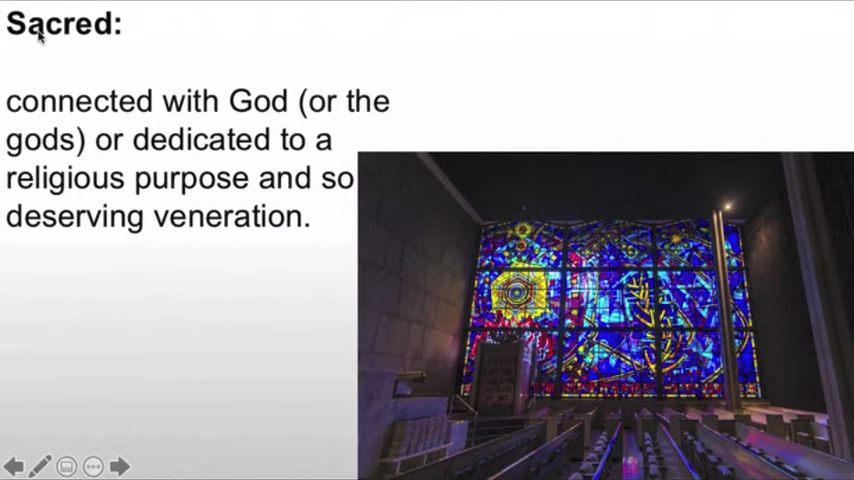 Sacred:
connected with God (or the
gods) or dedicated to a
religious purpose and so
deserving veneration.